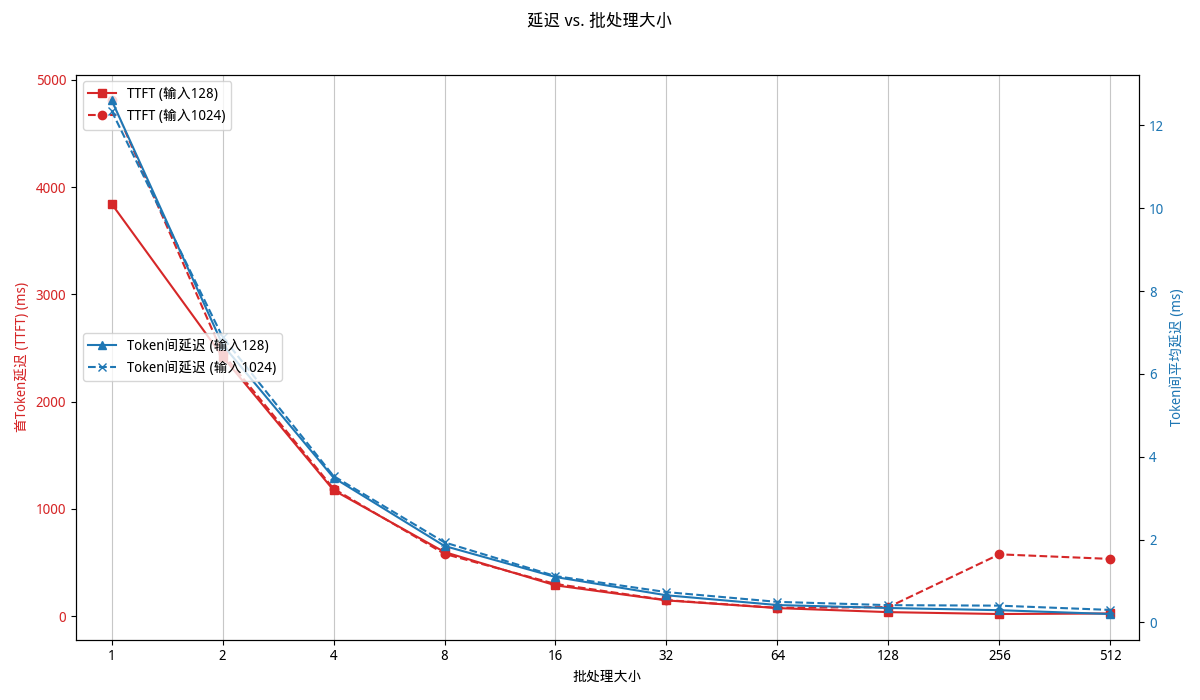 延迟 vs. 批处理大小
TTFT (输入128)
TTFT (输入1024)
Token间延迟 (输入128)
Token间延迟 (输入1024)
首Token延迟 (TTFT) (ms)
5000
4000
3000
2000
1000
0
Token间平均延迟 (ms)
12
10
8
6
4
2
0
1 2 4 8 16 32 64 128 256 512
批处理大小